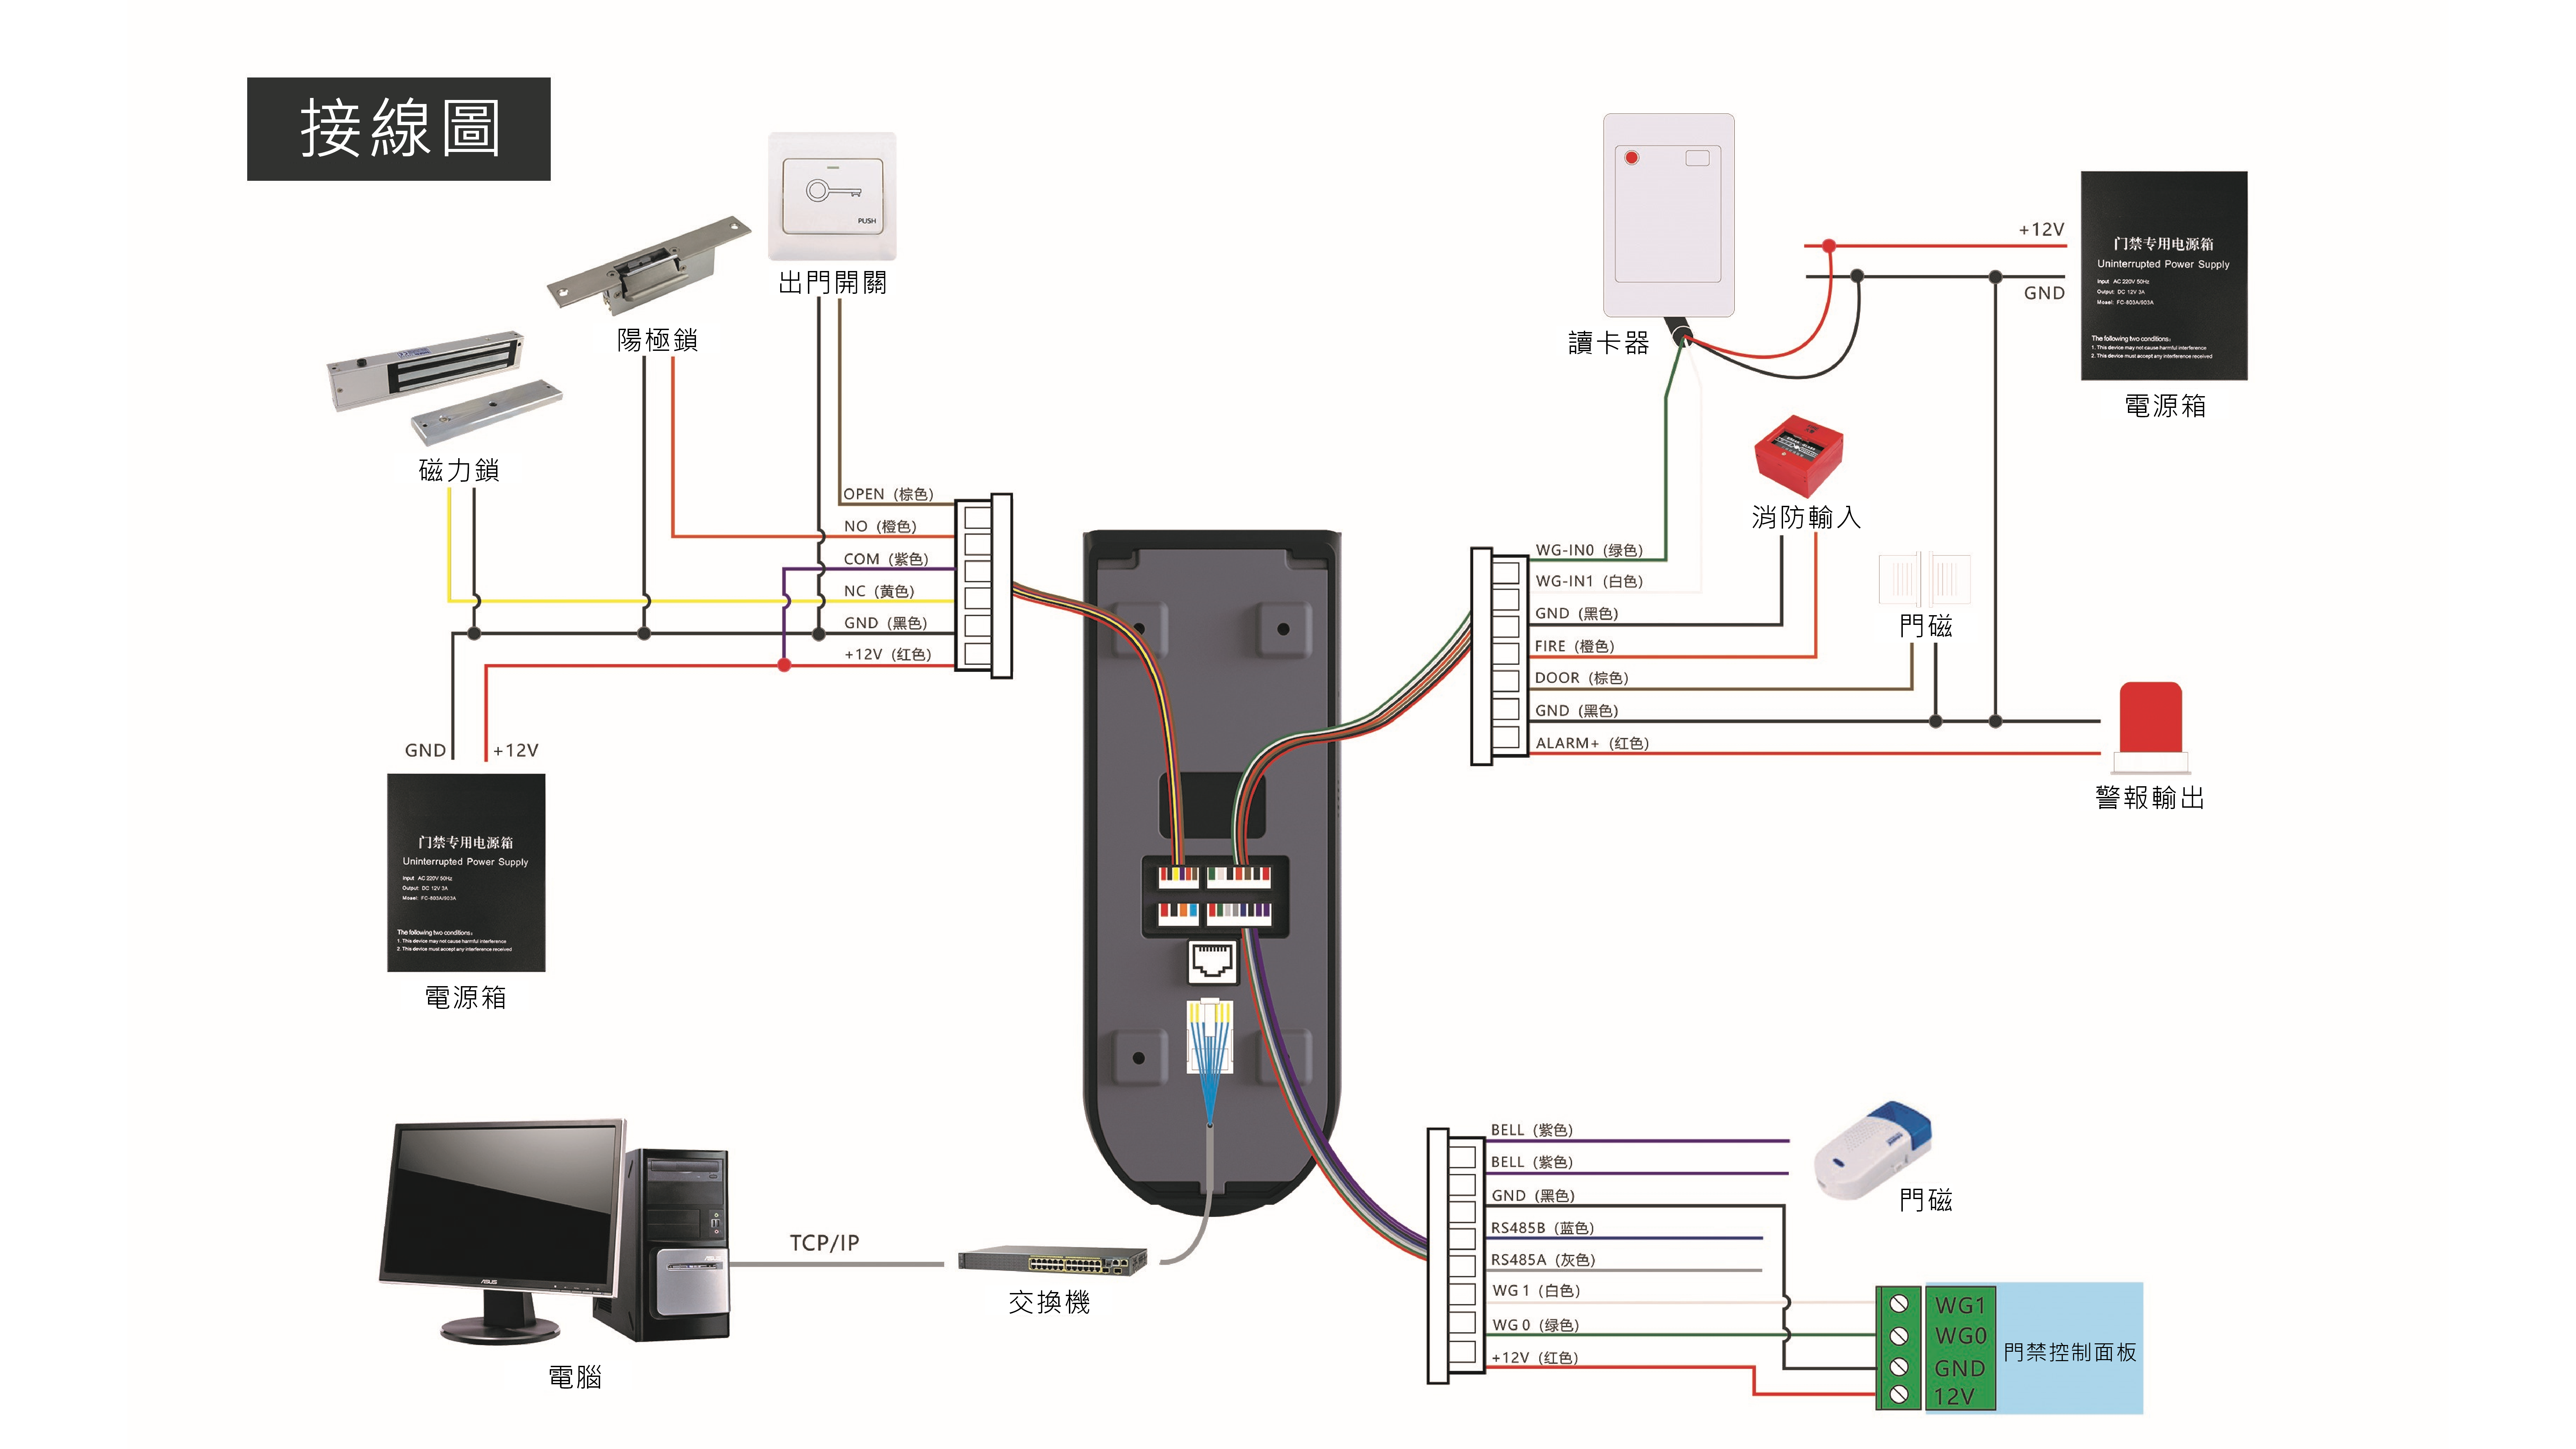 接線圖
PUSH
出門開關
陽極鎖
磁力鎖
OPEN (棕色)
NO (橙色)
COM (紫色)
NC (黄色)
GND (黑色)
+12V (红色)
GND
+12V
门禁专用电源箱
Uninterrupted Power Supply
Input AC 220V 50Hz
Output: DC 12V 3A
Mosel: FC-803A/903A
The following two conditions:
1. This device may not cause harmful interference
2. This device must accept any interference received
電源箱
讀卡器
+12V
GND
门禁专用电源箱
Uninterrupted Power Supply
Input AC 220V 50Hz
Output: DC 12V 3A
Mosel: FC-803A/903A
The following two conditions:
1. This device may not cause harmful interference
2. This device must accept any interference received
電源箱
消防輸入
WG-IN0 (绿色)
WG-IN1 (白色)
GND (黑色)
FIRE (橙色)
DOOR (棕色)
GND (黑色)
ALARM+ (红色)
門磁
警報輸出
ASUS
電腦
TCP/IP
交換機
BELL (紫色)
BELL (紫色)
GND (黑色)
RS485B (蓝色)
RS485A (灰色)
WG 1 (白色)
WG 0 (绿色)
+12V (红色)
門磁
WG1
WG0
GND
12V
門禁控制面板